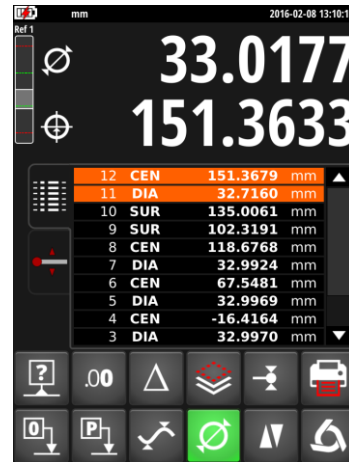 mm 2016-02-08 13:10:1
Ref 1
33.0177
151.3633
12 CEN 151.3679 mm
11 DIA 32.7160 mm
10 SUR 135.0061 mm
9 SUR 102.3191 mm
8 CEN 118.6768 mm
7 DIA 32.9924 mm
6 CEN 67.5481 mm
5 DIA 32.9969 mm
4 CEN -16.4164 mm
3 DIA 32.9970 mm
? .00
0 P